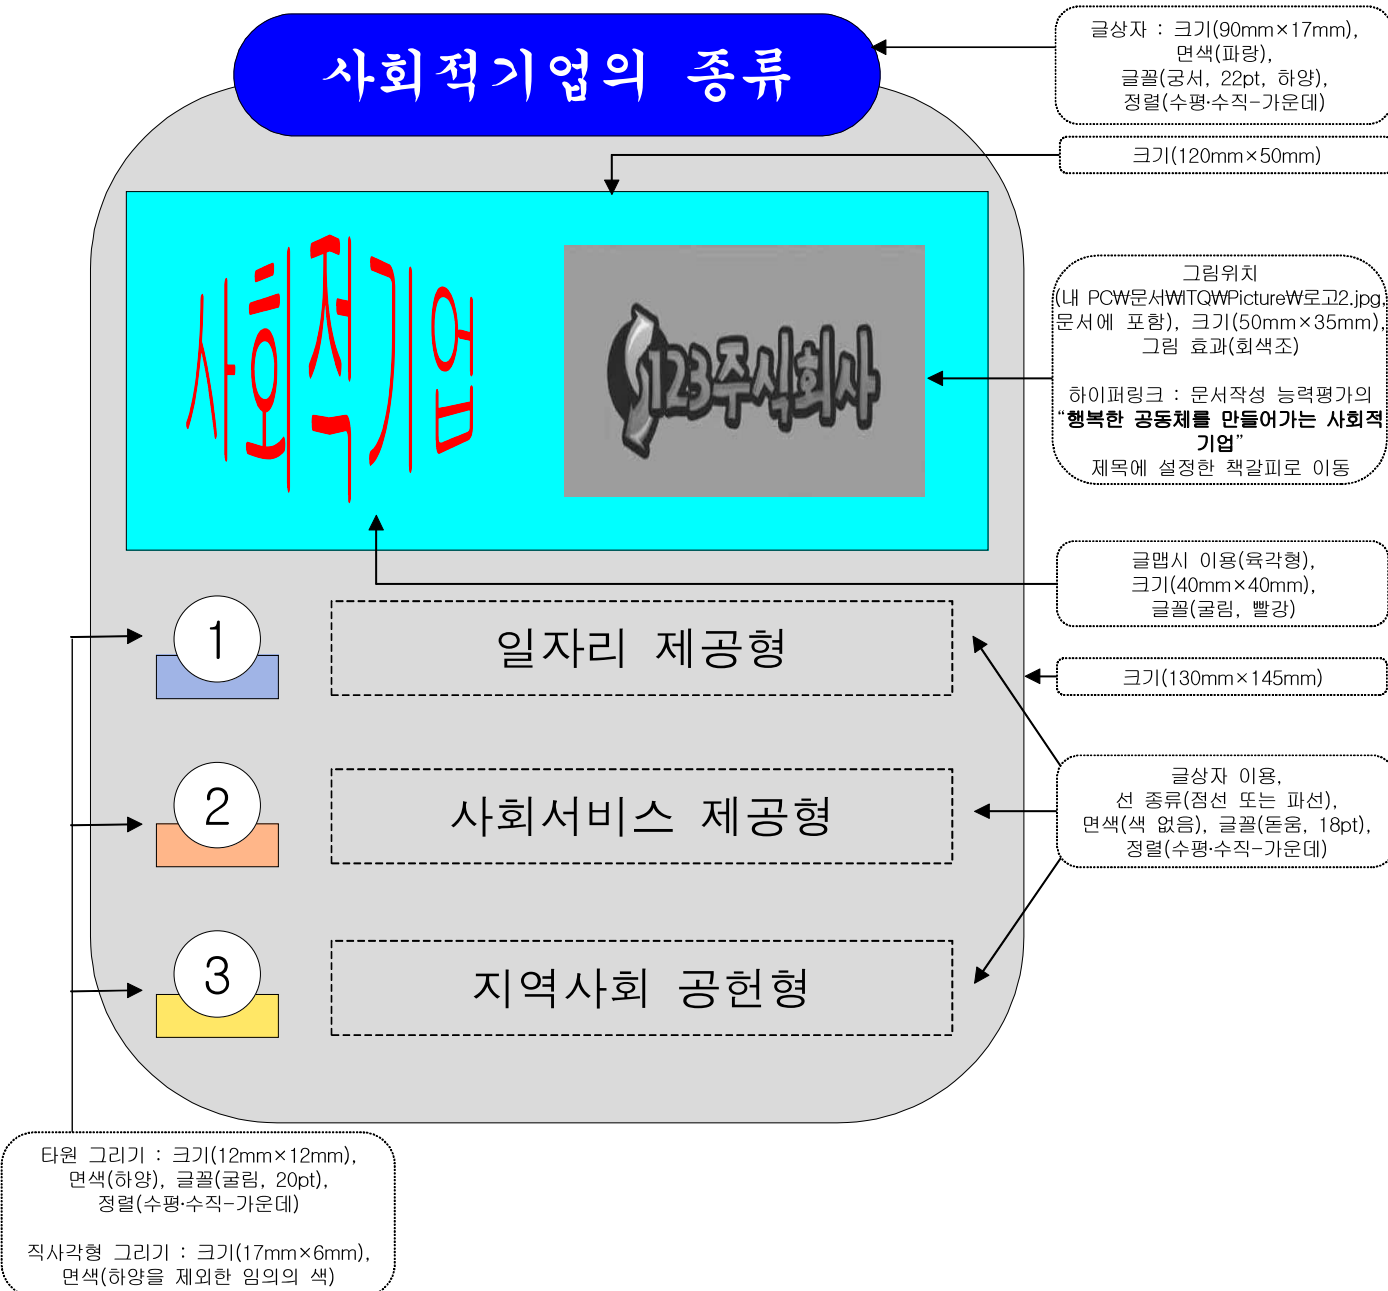 사회적기업의 종류
글상자 : 크기(90mm×17mm),
면색(파랑),
글꼴(궁서, 22pt, 하양),
정렬(수평·수직-가운데)
크기(120mm×50mm)
사회적기업
123주식회사
그림위치
(내 PC₩문서₩ITQ₩Picture₩로고2.jpg,
문서에 포함), 크기(50mm×35mm),
그림 효과(회색조)
하이퍼링크 : 문서작성 능력평가의
“행복한 공동체를 만들어가는 사회적
기업”
제목에 설정한 책갈피로 이동
글맵시 이용(육각형),
크기(40mm×40mm),
글꼴(굴림, 빨강)
1
일자리 제공형
크기(130mm×145mm)
2
사회서비스 제공형
글상자 이용,
선 종류(점선 또는 파선),
면색(색 없음), 글꼴(돋움, 18pt),
정렬(수평·수직-가운데)
3
지역사회 공헌형
타원 그리기 : 크기(12mm×12mm),
면색(하양), 글꼴(굴림, 20pt),
정렬(수평·수직-가운데)
직사각형 그리기 : 크기(17mm×6mm),
면색(하양을 제외한 임의의 색)